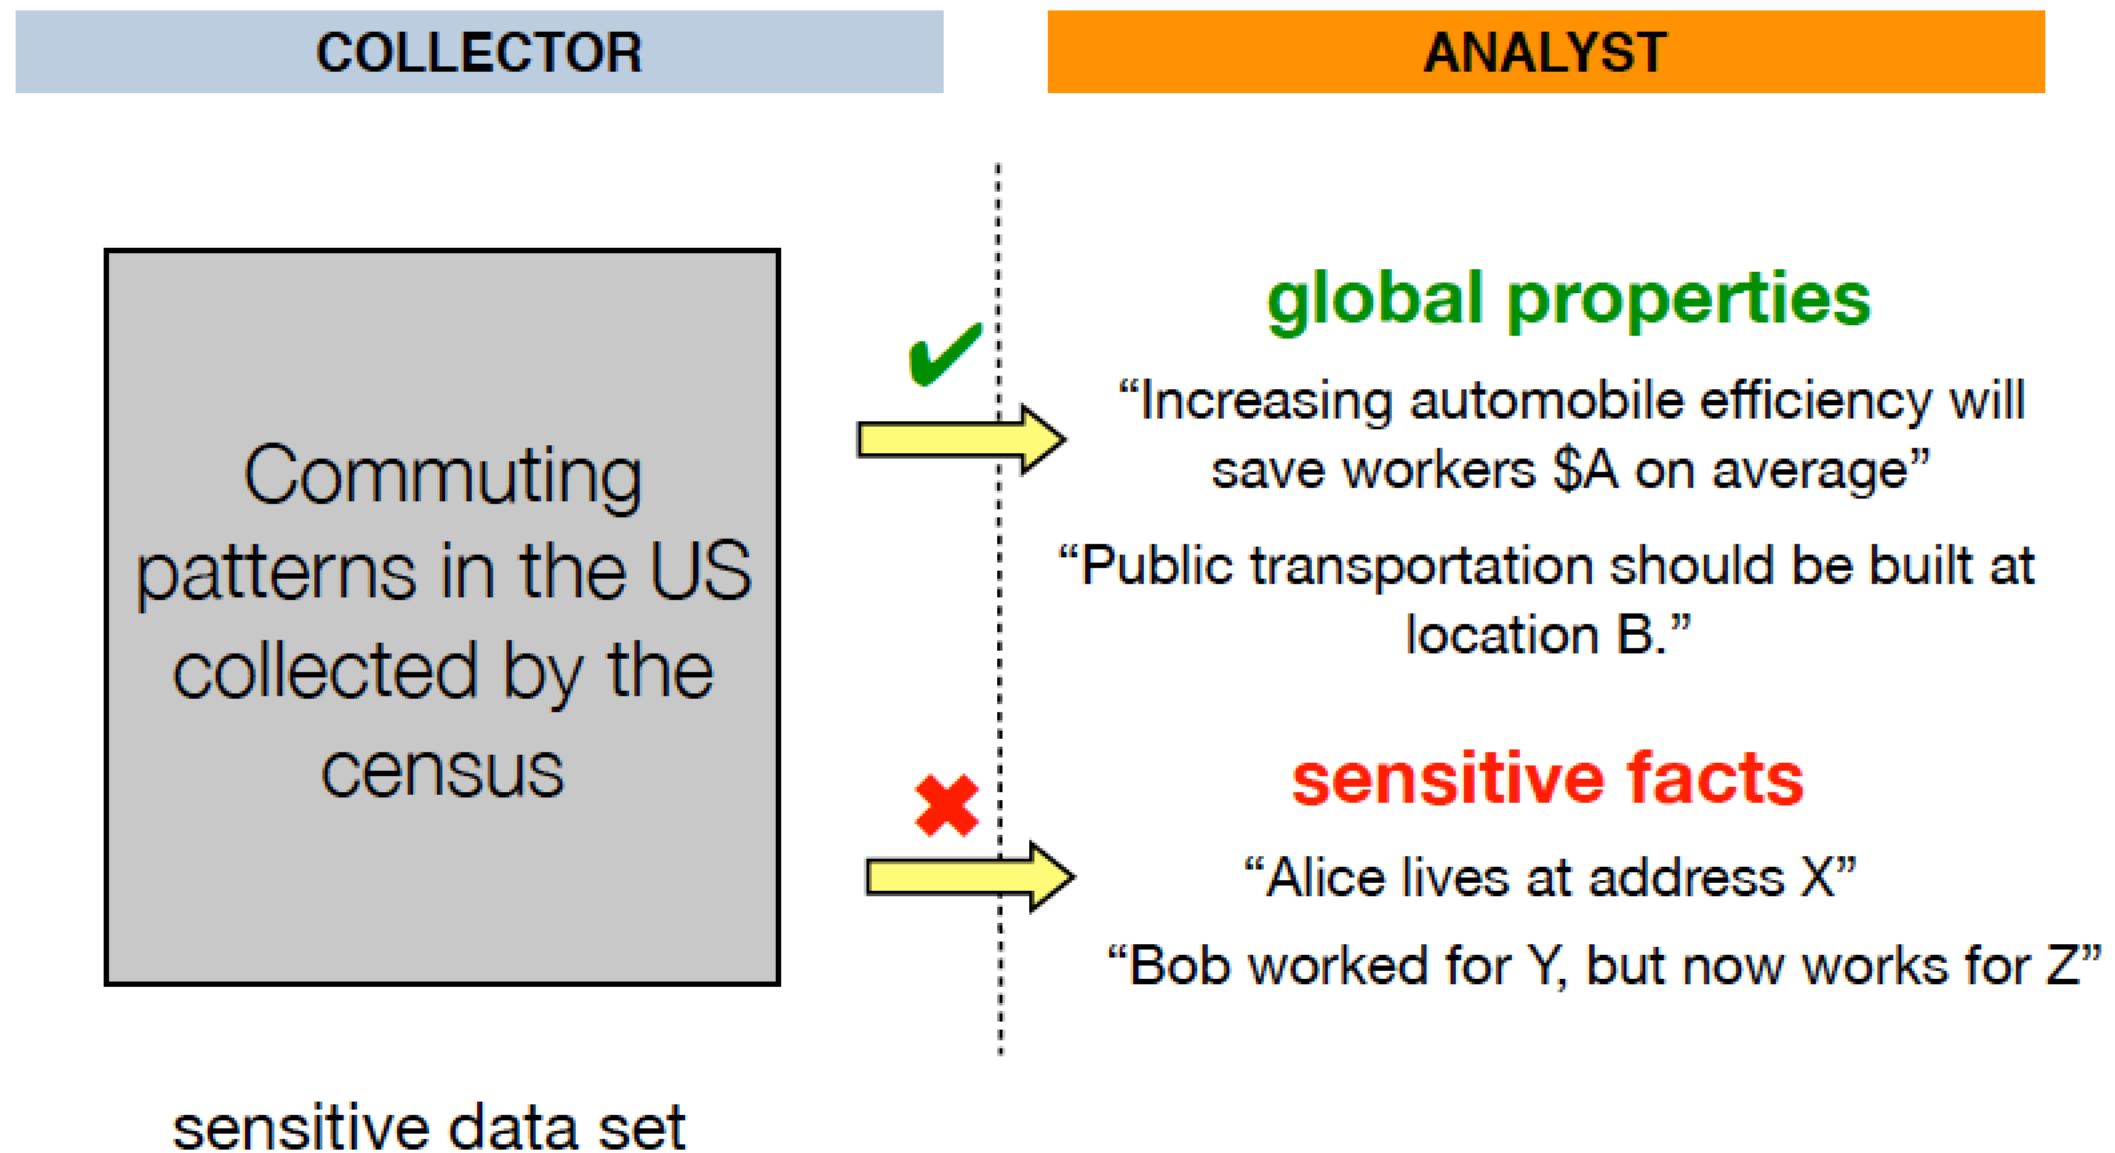 COLLECTOR
ANALYST
Commuting
patterns in the US
collected by the
census
sensitive data set
global properties
“Increasing automobile efficiency will
save workers $A on average”
“Public transportation should be built at
location B.”
sensitive facts
“Alice lives at address X”
“Bob worked for Y, but now works for Z”